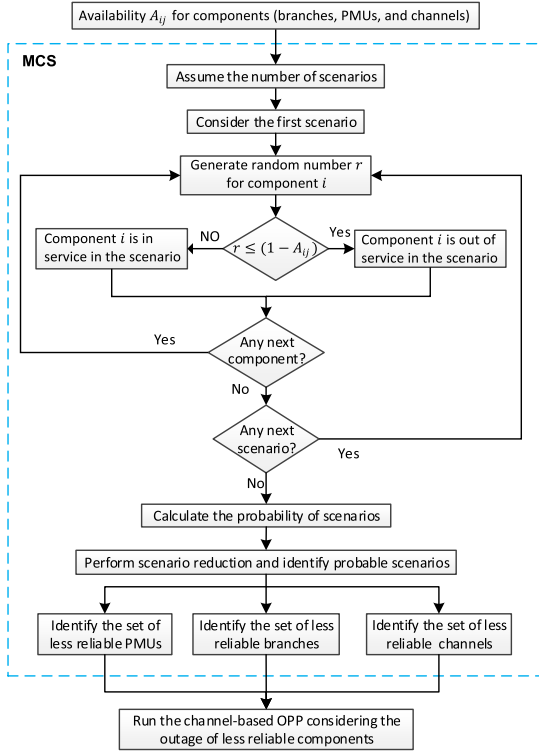 Availability A_ij for components (branches, PMUs, and channels)
MCS
Assume the number of scenarios
Consider the first scenario
Generate random number r
for component i
NO
r ≤ (1 − A_ij)
Yes
Component i is in
service in the scenario
Component i is out of
service in the scenario
Yes
Any next
component?
No
Any next
scenario?
Yes
No
Calculate the probability of scenarios
Perform scenario reduction and identify probable scenarios
Identify the set of
less reliable PMUs
Identify the set of less
reliable branches
Identify the set of less
reliable channels
Run the channel-based OPP considering the
outage of less reliable components